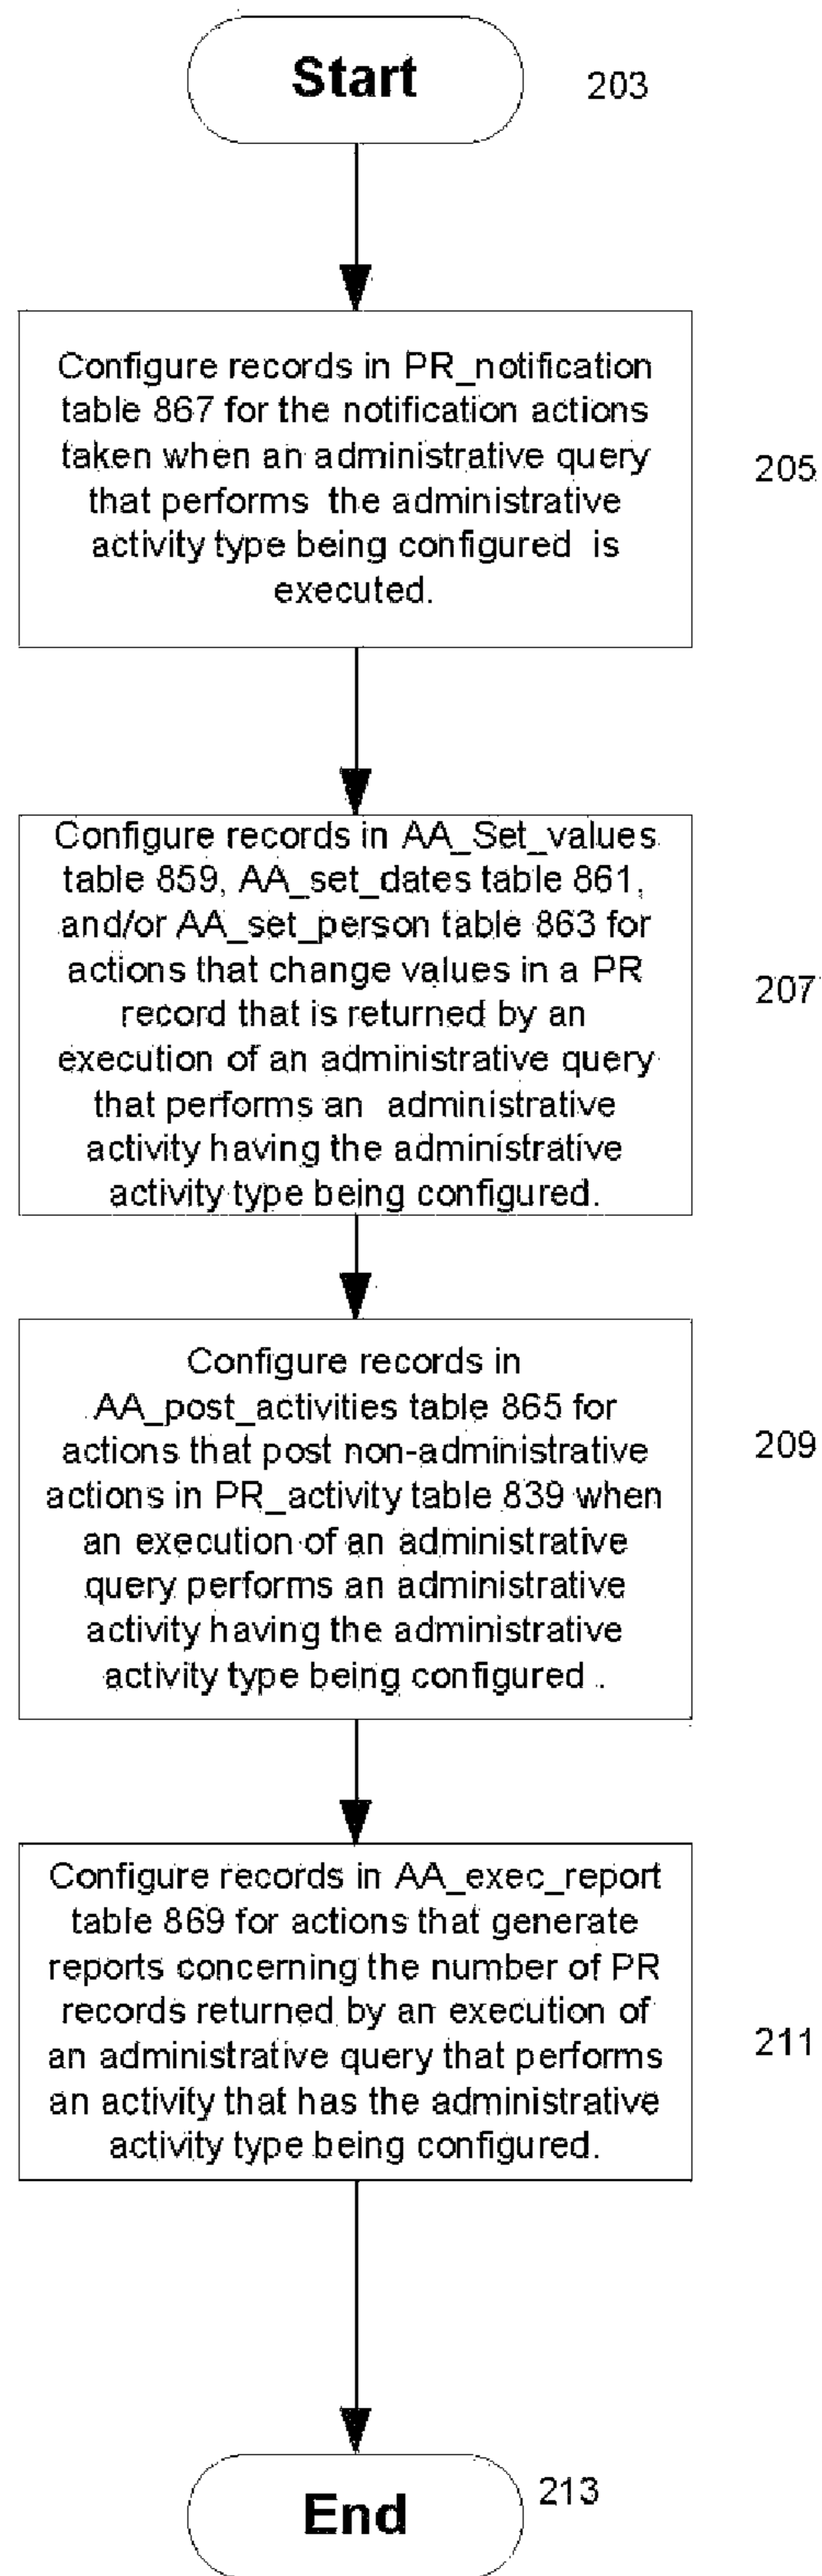 Start
203
Configure records in PR_notification
table 867 for the notification actions
taken when an administrative query
that performs the administrative
activity type being configured is
executed.
205
Configure records in AA_Set_values
table 859, AA_set_dates table 861,
and/or AA_set_person table 863 for
actions that change values in a PR
record that is returned by an
execution of an administrative query
that performs an administrative
activity having the administrative
activity type being configured.
207
Configure records in
AA_post_activities table 865 for
actions that post non-administrative
actions in PR_activity table 839 when
an execution of an administrative
query performs an administrative
activity having the administrative
activity type being configured .
209
Configure records in AA_exec_report
table 869 for actions that generate
reports concerning the number of PR
records returned by an execution of
an administrative query that performs
an activity that has the administrative
activity type being configured.
211
End
213